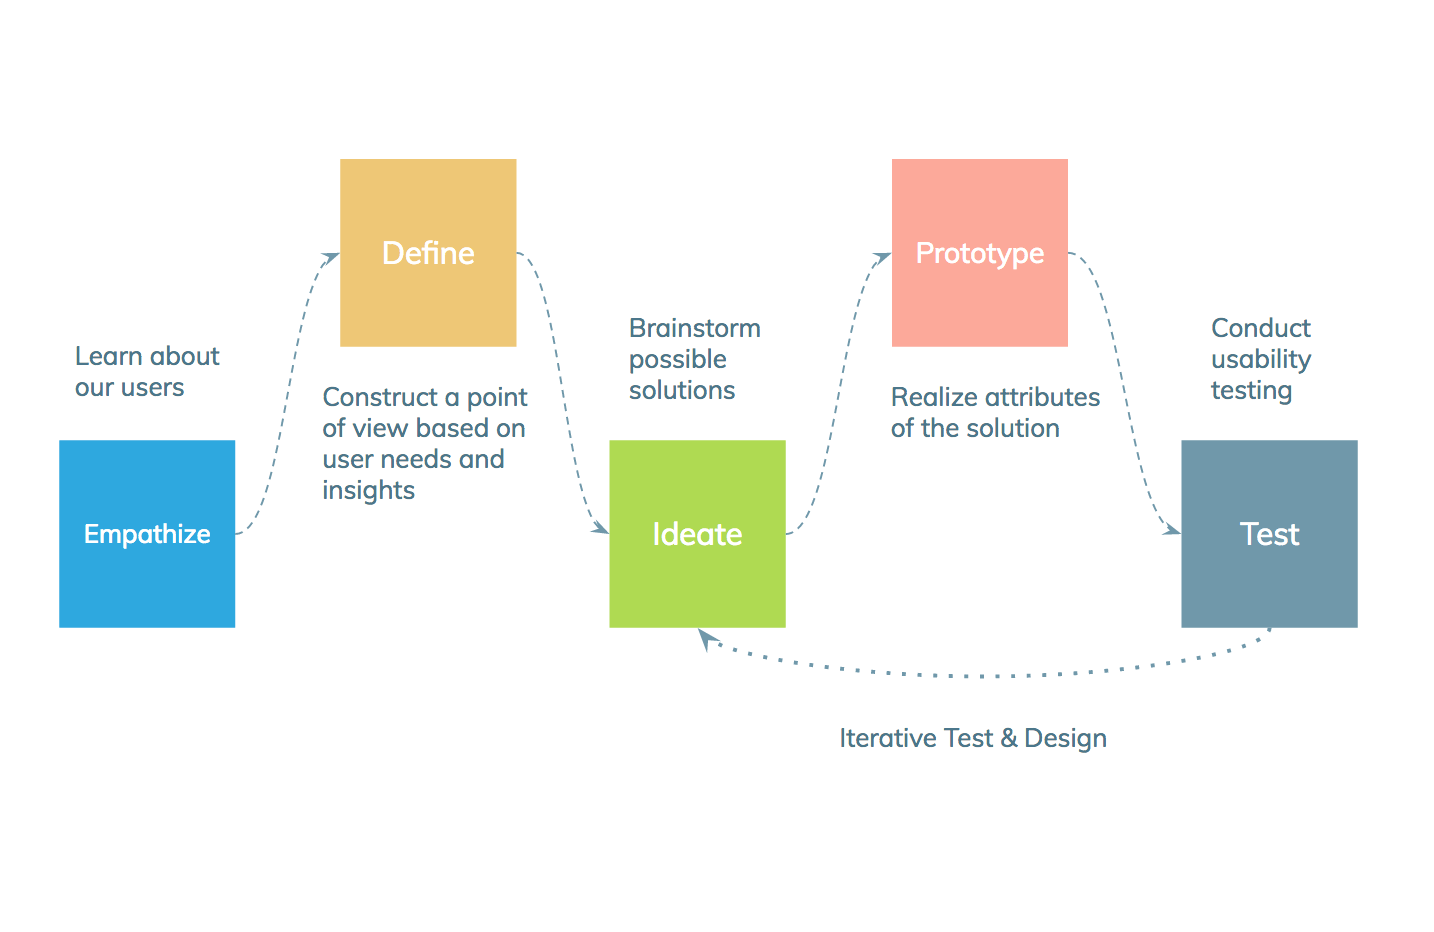 Learn about
our users
Empathize
Define
Construct a point
of view based on
user needs and
insights
Brainstorm
possible
solutions
Ideate
Prototype
Realize attributes
of the solution
Conduct
usability
testing
Test
Iterative Test & Design